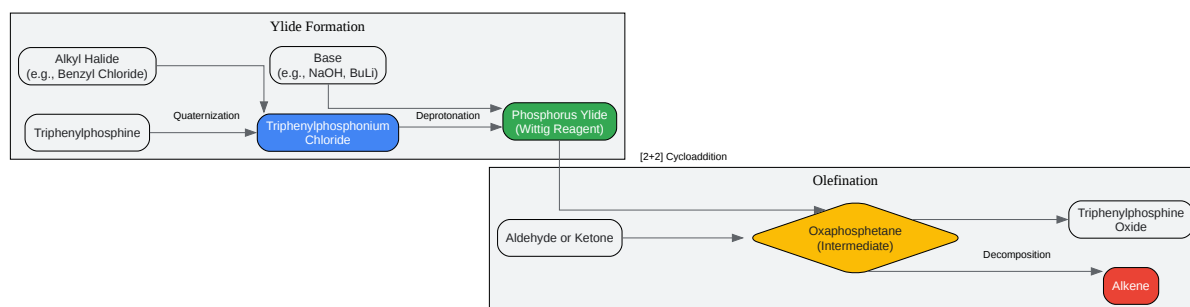 Ylide Formation
Alkyl Halide
(e.g., Benzyl Chloride)
Base
(e.g., NaOH, BuLi)
Triphenylphosphine
Quaternization
Triphenylphosphonium
Chloride
Deprotonation
Phosphorus Ylide
(Wittig Reagent)
[2+2] Cycloaddition
Olefination
Aldehyde or Ketone
Oxaphosphetane
(Intermediate)
Triphenylphosphine
Oxide
Decomposition
Alkene